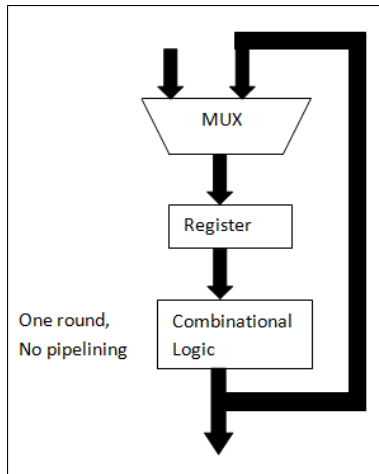 MUX
Register
One round,
No pipelining
Combinational
Logic